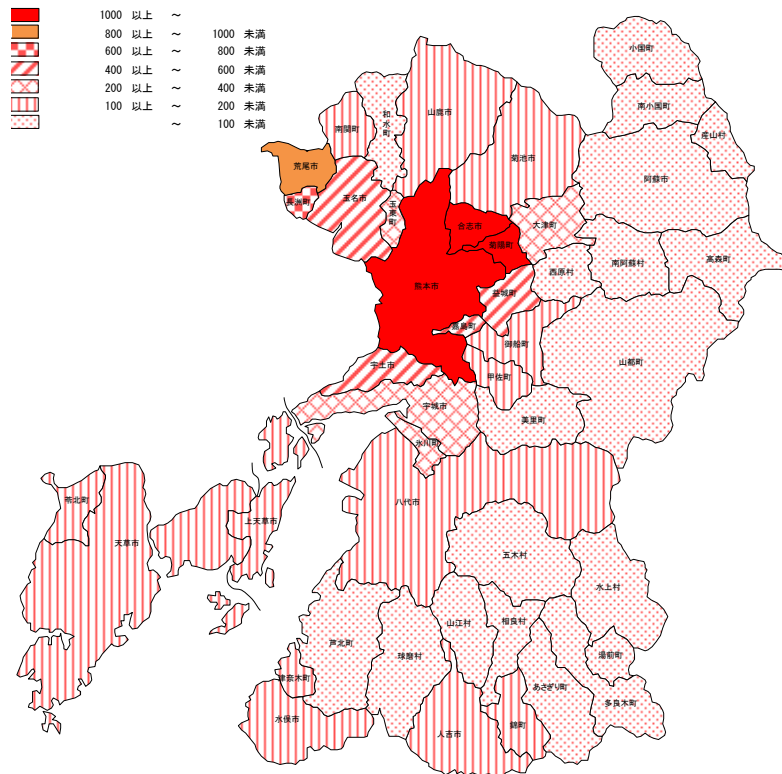 1000 以上 ～
800 以上 ～ 1000 未満
600 以上 ～ 800 未満
400 以上 ～ 600 未満
200 以上 ～ 400 未満
100 以上 ～ 200 未満
～ 100 未満
小国町
南小国町
産山村
山鹿市
和水町
南関町
菊池市
荒尾市
阿蘇市
玉名市
長洲町
玉東町
合志市
大津町
菊陽町
高森町
南阿蘇村
西原村
熊本市
益城町
嘉島町
御船町
山都町
宇土市
甲佐町
宇城市
美里町
氷川町
八代市
苓北町
上天草市
天草市
五木村
水上村
山江村
相良村
芦北町
球磨村
湯前町
津奈木町
あさぎり町
多良木町
水俣市
錦町
人吉市